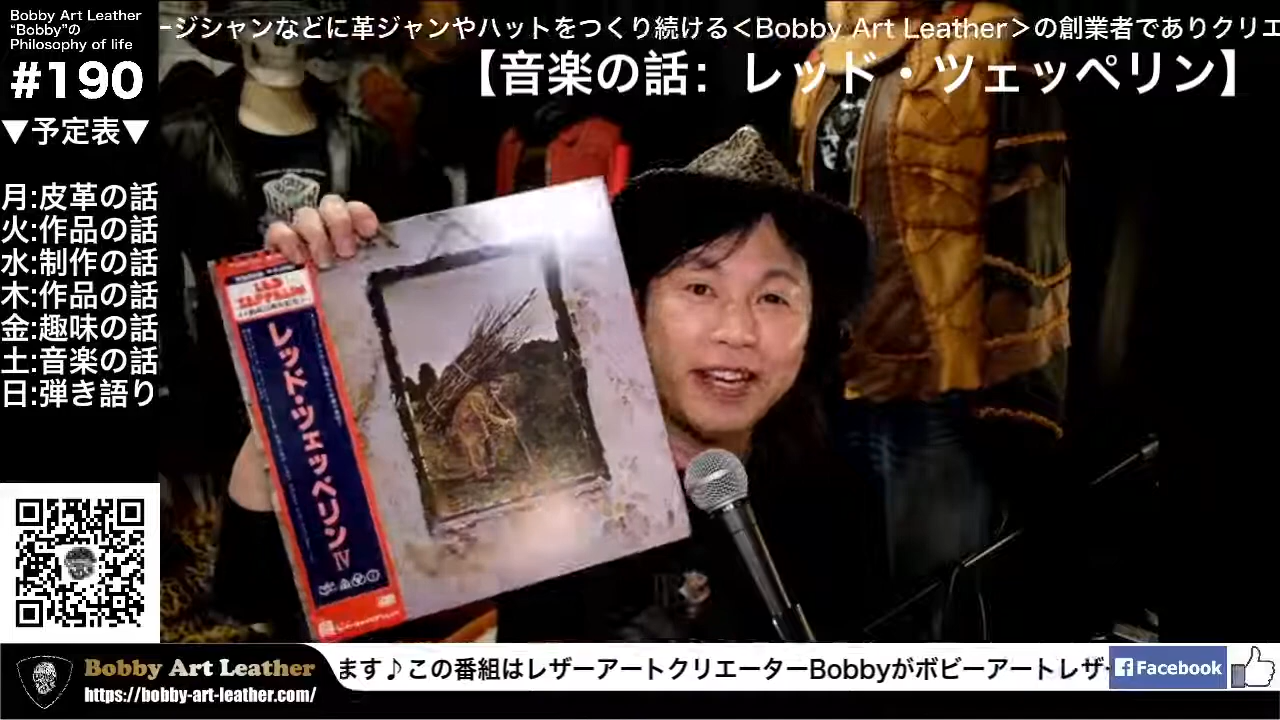 Bobby Art Leather
"Bobby"の
Philosophy of life
#190
▼予定表▼
月:皮革の話
火:作品の話
水:制作の話
木:作品の話
金:趣味の話
土:音楽の話
日:弾き語り
ージシャンなどに革ジャンやハットをつくり続ける＜Bobby Art Leather＞の創業者でありクリエ
【音楽の話：レッド・ツェッペリン】
LED
ZEPPELIN
レッド・ツェッペリン IV
Bobby Art Leather
https://bobby-art-leather.com/
ます♪この番組はレザーアートクリエーターBobbyがボビーアートレザ
Facebook